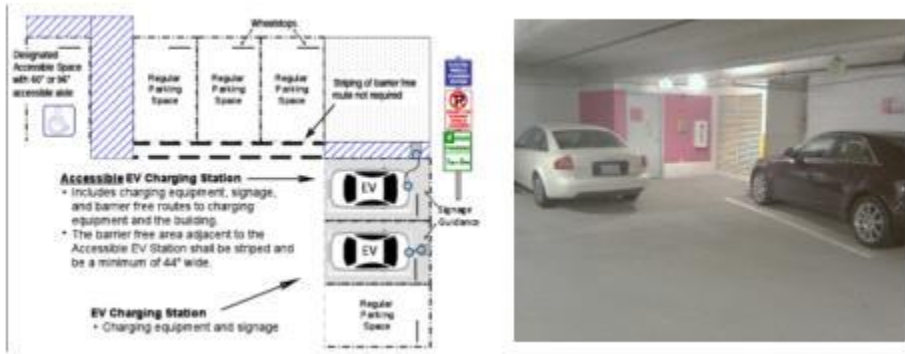 Wheelstops
Designated
Accessible Space
with 60" or 96"
accessible aisle
Regular
Parking
Space
Regular
Parking
Space
Regular
Parking
Space
Striping of barrier free
route not required
Accessible EV Charging Station
• Includes charging equipment, signage,
and barrier free routes to charging
equipment and the building.
• The barrier free area adjacent to the
Accessible EV Station shall be striped and
be a minimum of 44" wide.
EV
EV
Signage
Guidance
EV Charging Station
• Charging equipment and signage
Regular
Parking
Space